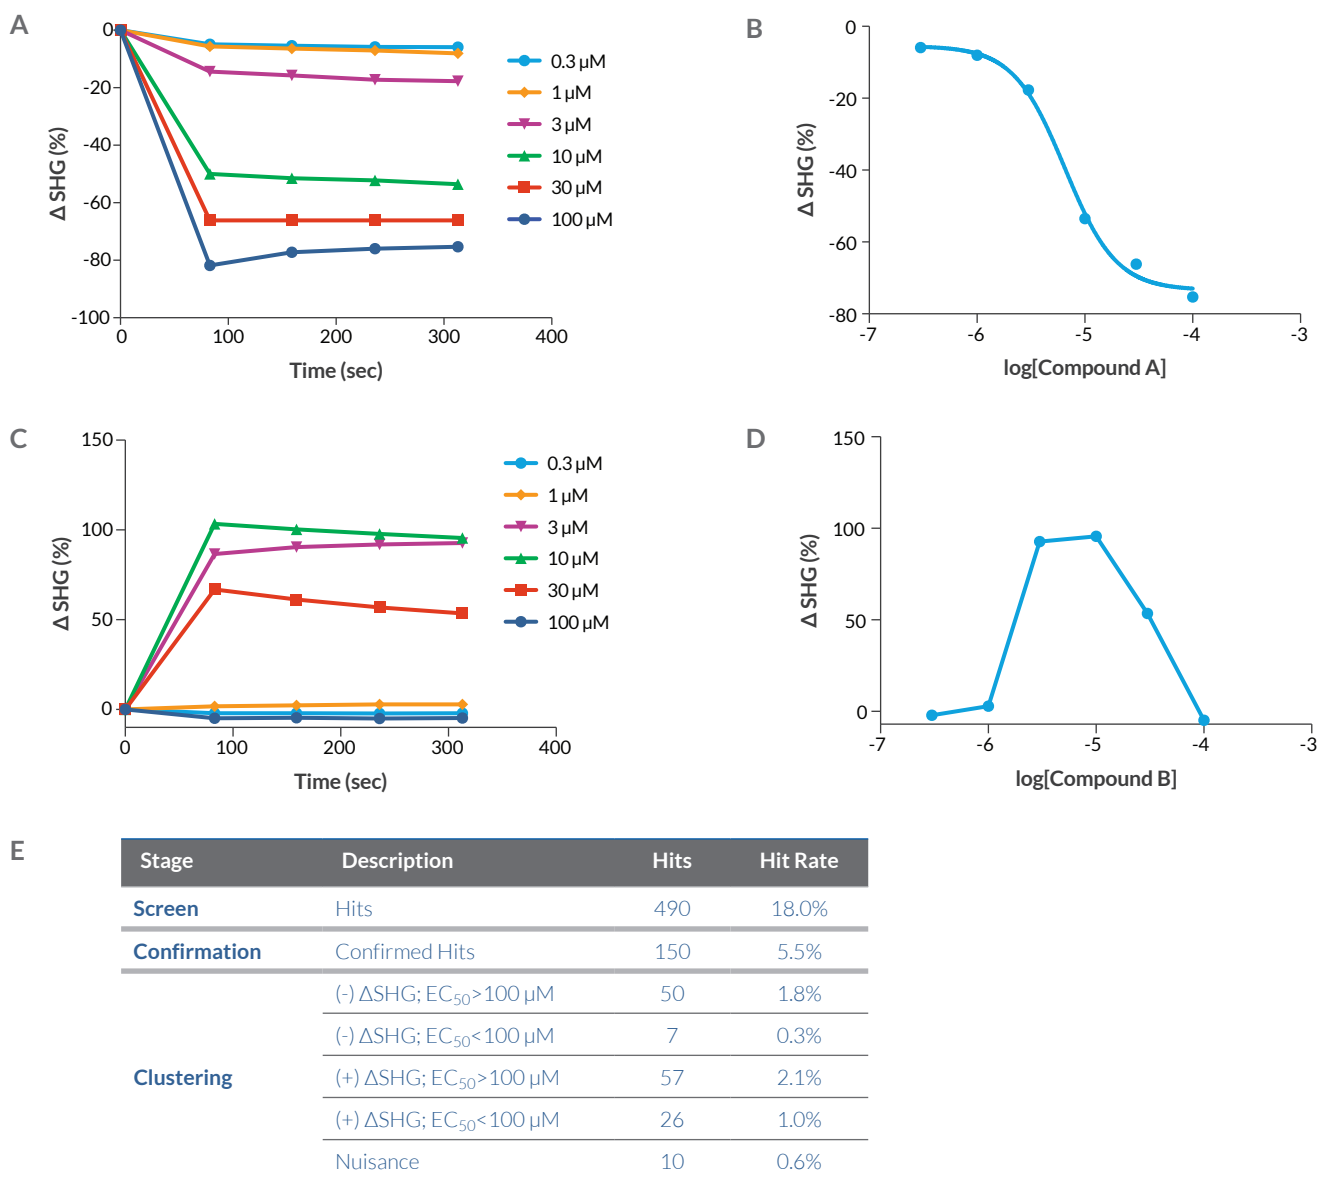 A
0
-20
-40
-60
-80
-100
Δ SHG (%)
0 100 200 300 400
Time (sec)
0.3 µM
1 µM
3 µM
10 µM
30 µM
100 µM
B
0
-20
-40
-60
-80
Δ SHG (%)
-7 -6 -5 -4 -3
log[Compound A]
C
150
100
50
0
Δ SHG (%)
0 100 200 300 400
Time (sec)
0.3 µM
1 µM
3 µM
10 µM
30 µM
100 µM
D
150
100
50
0
Δ SHG (%)
-7 -6 -5 -4 -3
log[Compound B]
E
Stage Description Hits Hit Rate
Screen Hits 490 18.0%
Confirmation Confirmed Hits 150 5.5%
(-) ΔSHG; EC50>100 µM 50 1.8%
(-) ΔSHG; EC50<100 µM 7 0.3%
Clustering (+) ΔSHG; EC50>100 µM 57 2.1%
(+) ΔSHG; EC50<100 µM 26 1.0%
Nuisance 10 0.6%